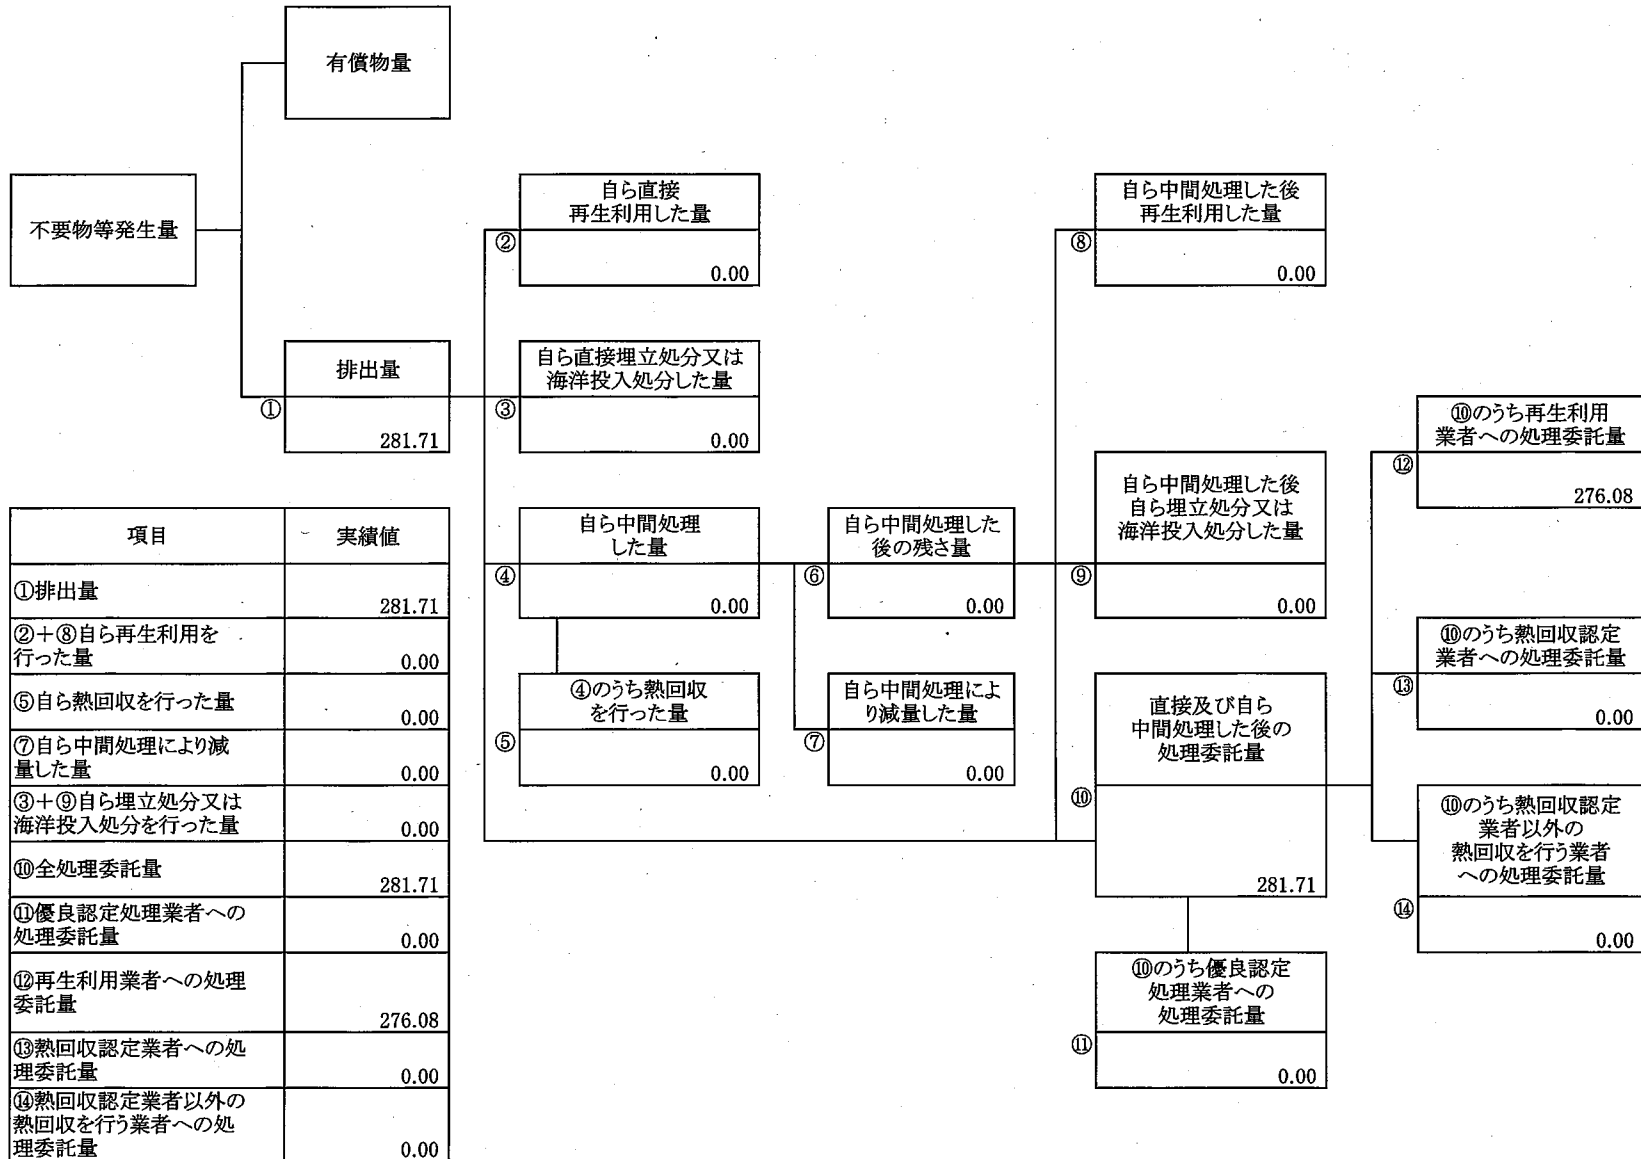 有償物量
不要物等発生量
自ら直接
再生利用した量
②
0.00
自ら中間処理した後
再生利用した量
⑧
0.00
排出量
①
281.71
自ら直接埋立処分又は
海洋投入処分した量
③
0.00
⑩のうち再生利用
業者への処理委託量
⑫
276.08
自ら中間処理した後
自ら埋立処分又は
海洋投入処分した量
⑨
0.00
自ら中間処理
した量
④
0.00
自ら中間処理した
後の残さ量
⑥
0.00
⑩のうち熱回収認定
業者への処理委託量
⑬
0.00
④のうち熱回収
を行った量
⑤
0.00
自ら中間処理によ
り減量した量
⑦
0.00
直接及び自ら
中間処理した後の
処理委託量
⑩
281.71
⑩のうち熱回収認定
業者以外の
熱回収を行う業者
への処理委託量
⑭
0.00
⑩のうち優良認定
処理業者への
処理委託量
⑪
0.00
項目 実績値
①排出量
281.71
②+⑧自ら再生利用を
行った量 0.00
⑤自ら熱回収を行った量
0.00
⑦自ら中間処理により減
量した量 0.00
③+⑨自ら埋立処分又は
海洋投入処分を行った量 0.00
⑩全処理委託量
281.71
⑪優良認定処理業者への
処理委託量 0.00
⑫再生利用業者への処理
委託量
276.08
⑬熱回収認定業者への処
理委託量 0.00
⑭熱回収認定業者以外の
熱回収を行う業者への処
理委託量 0.00